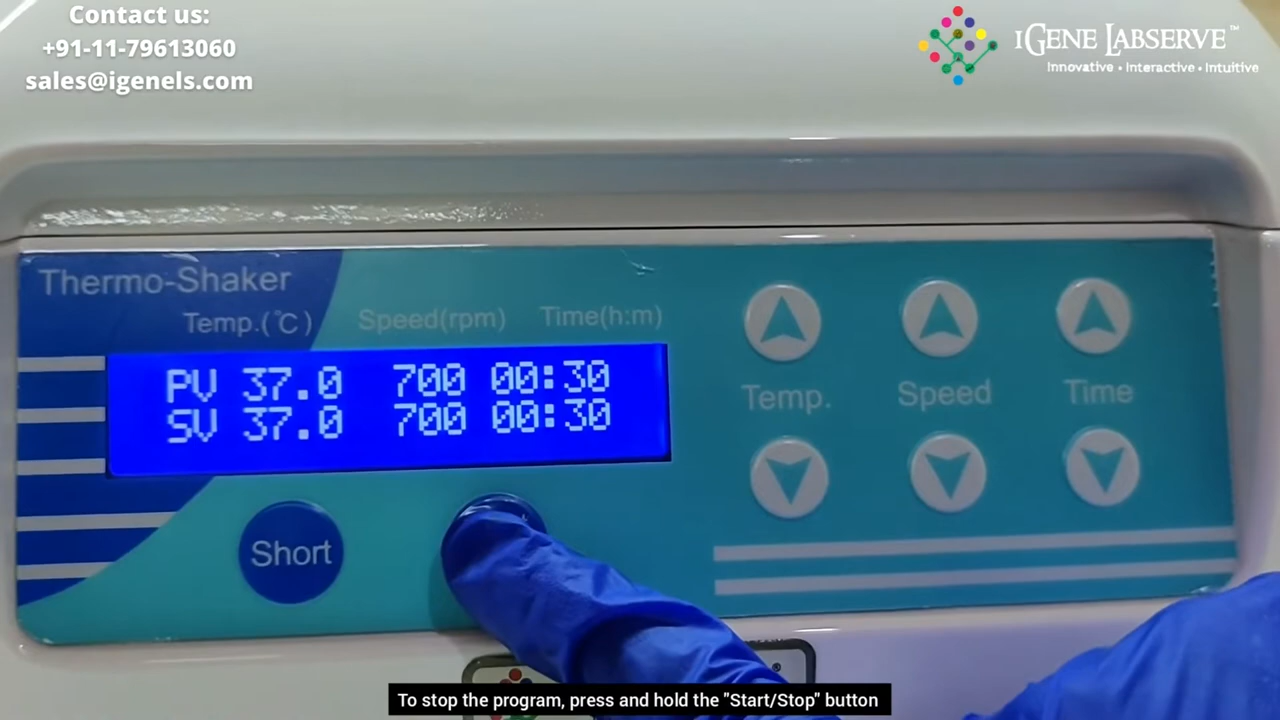 Contact us:
+91-11-79613060
sales@igenels.com
iGENE LABSERVE™
Innovative • Interactive • Intuitive
Thermo-Shaker
Temp.(°C) Speed(rpm) Time(h:m)
PV 37.0 700 00:30
SV 37.0 700 00:30
Temp. Speed Time
Short
To stop the program, press and hold the "Start/Stop" button